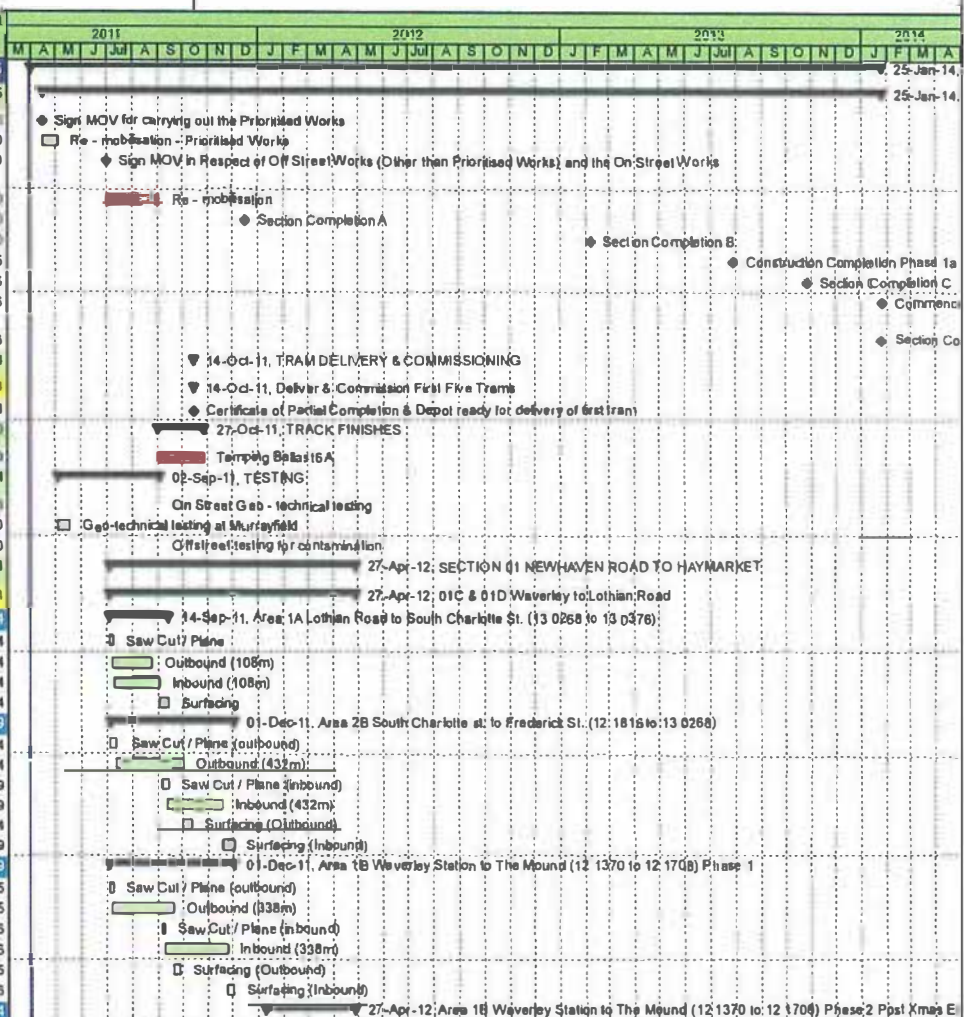 2011 2012 2013 2014
M A M J Jul A S O N D J F M A M J Jul A S O N D J F M A M J Jul A S O N D J F M A
25-Jan-14,
25-Jan-14,
Sign MOV for carrying out the Prioritised Works
Re - mobilisation - Prioritised Works
Sign MOV in Respect of Off Street Works (Other than Prioritised Works) and the On Street Works
Re - mobilisation
Section Completion A
Section Completion B
Construction Completion Phase 1a
Section Completion C
Commenc
Section Co
14-Oct-11, TRAM DELIVERY & COMMISSIONING
14-Oct-11, Deliver & Commission First Five Trams
Certificate of Partial Completion & Depot ready for delivery of first tram
27-Oct-11, TRACK FINISHES
Tamping Ballast 6A
02-Sep-11, TESTING
On Street Geo - technical testing
Geo-technical testing at Murrayfield
Offstreet testing for contamination
27-Apr-12, SECTION 01 NEWHAVEN ROAD TO HAYMARKET
27-Apr-12, 01C & 01D Waverley to Lothian Road
14-Sep-11, Area 1A Lothian Road to South Charlotte St. (13 0268 to 13 0376)
Saw Cut / Plane
Outbound (108m)
Inbound (108m)
Surfacing
01-Dec-11, Area 2B South Charlotte st. to Frederick St. (12 1816 to 13 0268)
Saw Cut / Plane (outbound)
Outbound (432m)
Saw Cut / Plane (inbound)
Inbound (432m)
Surfacing (Outbound)
Surfacing (Inbound)
01-Dec-11, Area 1B Waverley Station to The Mound (12 1370 to 12 1708) Phase 1
Saw Cut / Plane (outbound)
Outbound (338m)
Saw Cut / Plane (inbound)
Inbound (338m)
Surfacing (Outbound)
Surfacing (Inbound)
27-Apr-12, Area 1B Waverley Station to The Mound (12 1370 to 12 1708) Phase 2 Post Xmas E